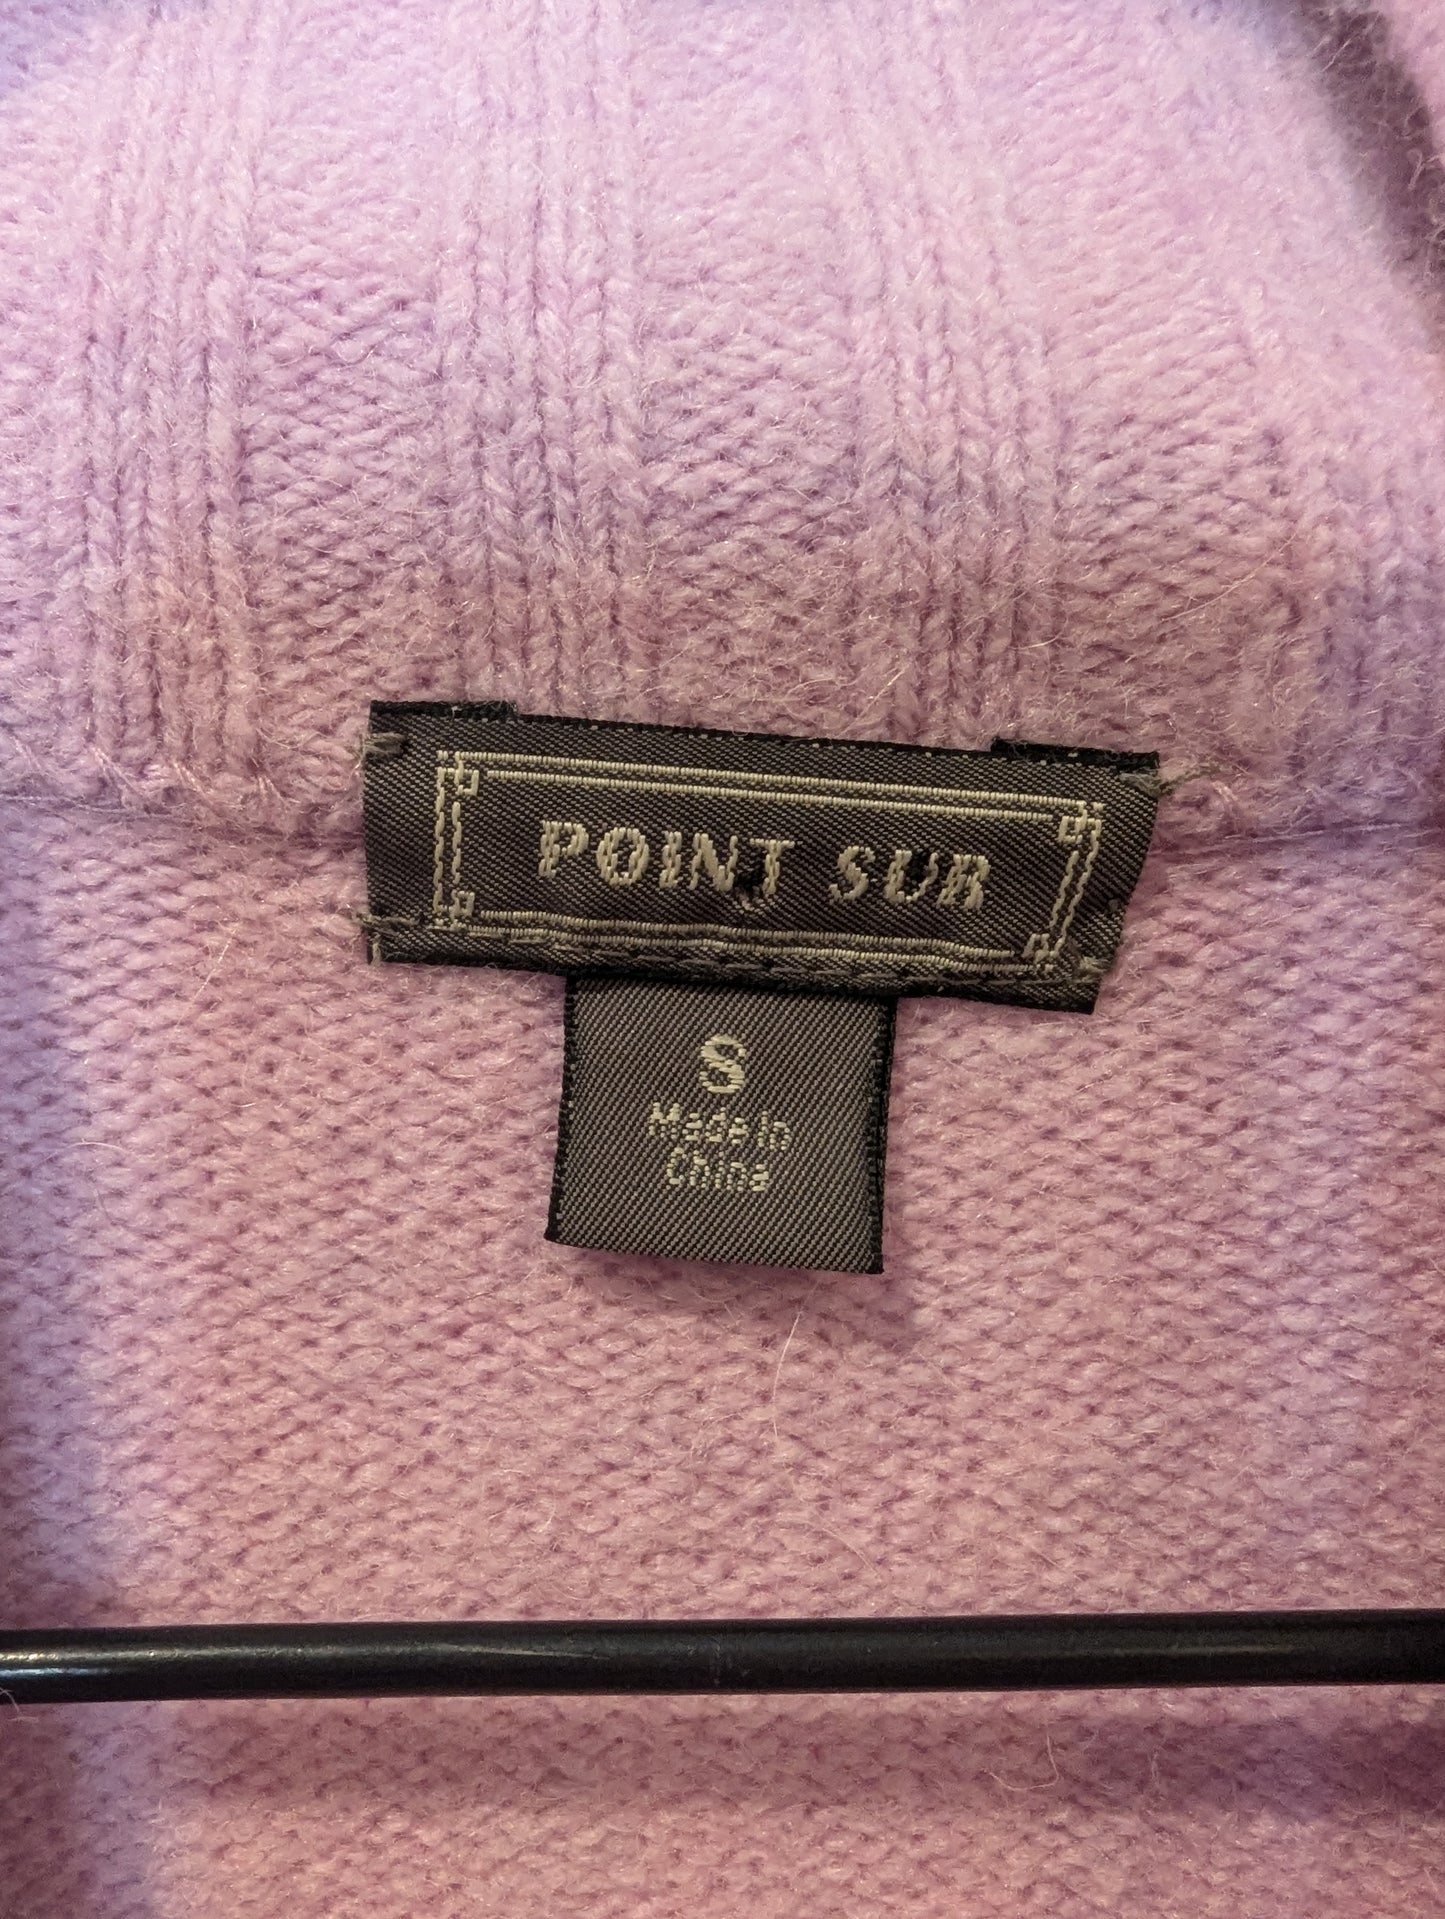 POINT SUR
S
Made in
China